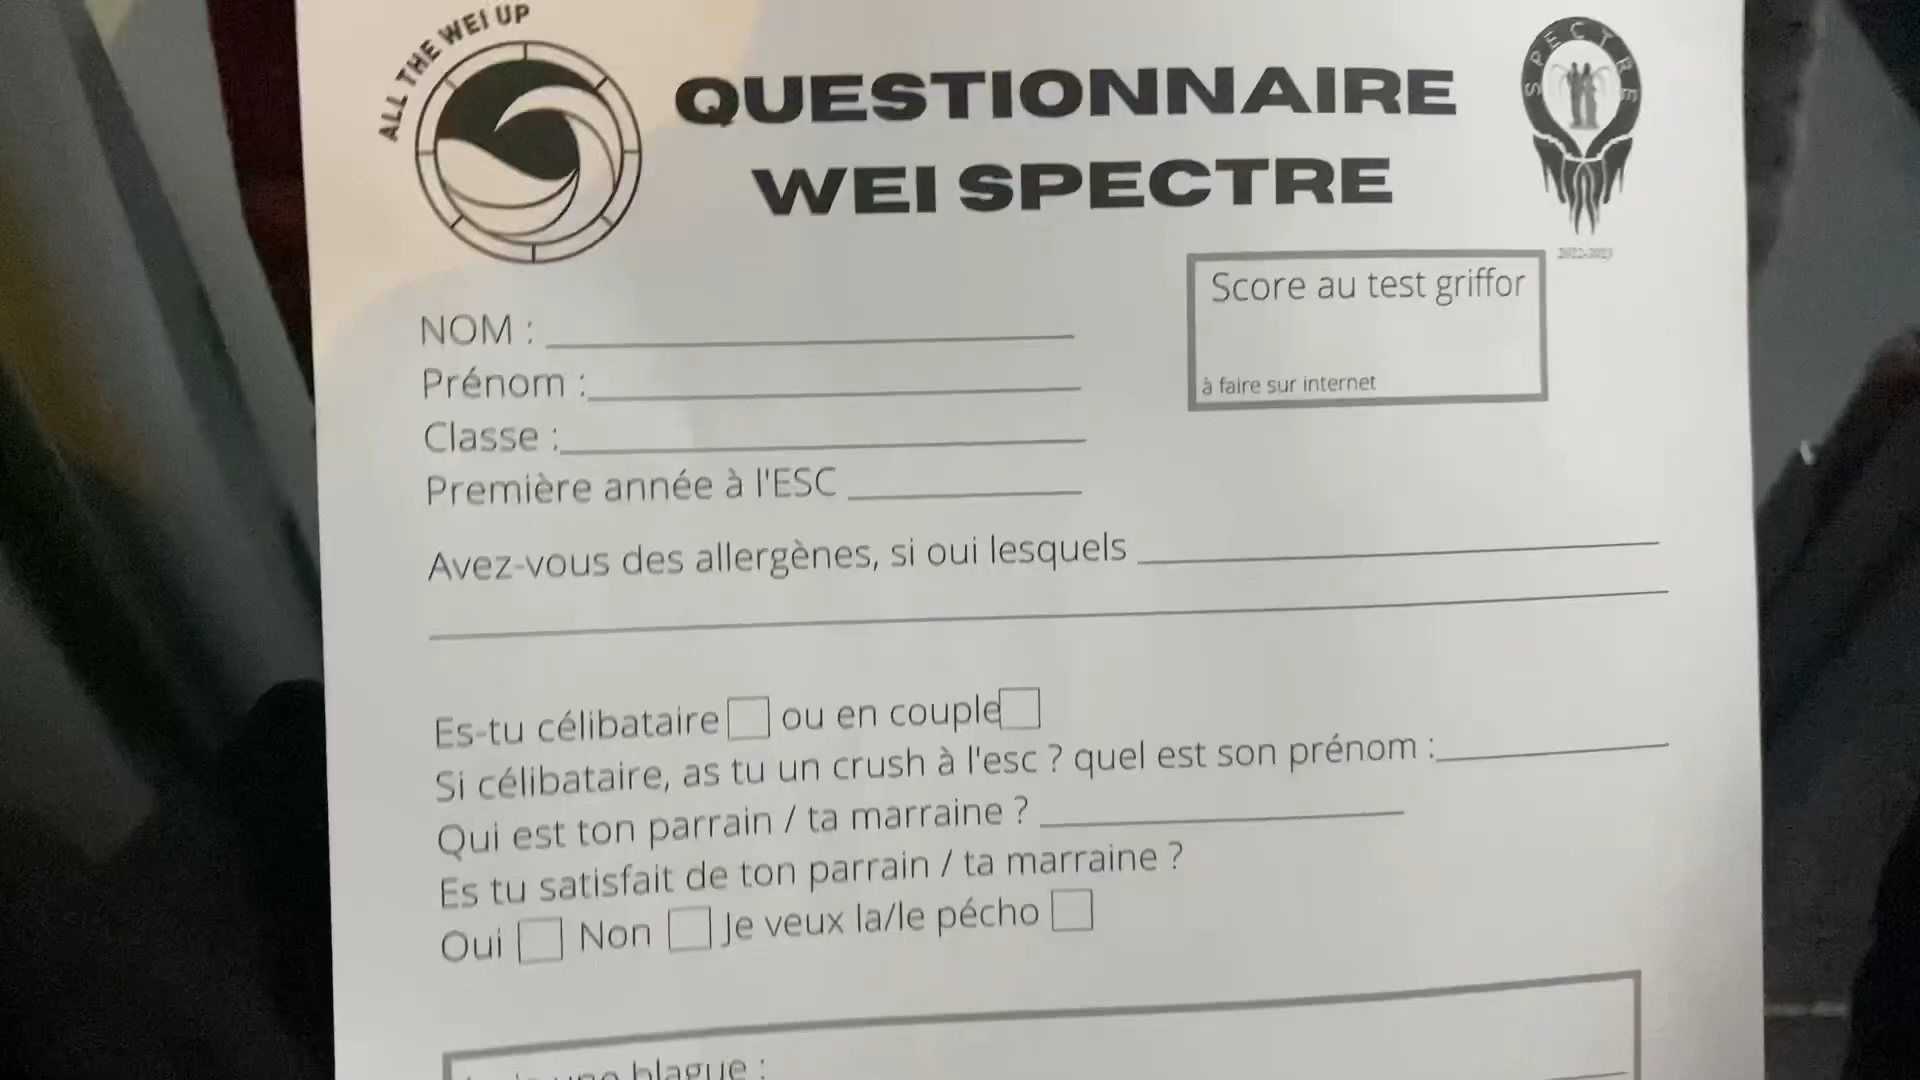 ALL THE WEI UP
QUESTIONNAIRE
WEI SPECTRE
SPECTRE
2022-2023
Score au test griffor
à faire sur internet
NOM :
Prénom :
Classe :
Première année à l'ESC
Avez-vous des allergènes, si oui lesquels
Es-tu célibataire ou en couple
Si célibataire, as tu un crush à l'esc ? quel est son prénom :
Qui est ton parrain / ta marraine ?
Es tu satisfait de ton parrain / ta marraine ?
Oui Non Je veux la/le pécho
une blague :